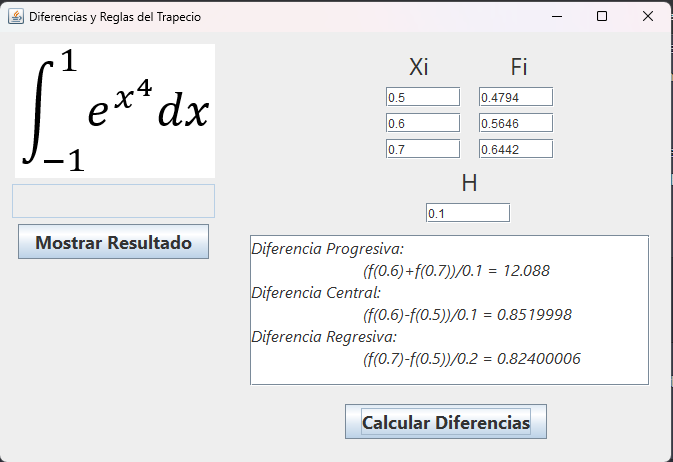 Diferencias y Reglas del Trapecio
∫_{-1}^{1} e^{x^4} dx
Mostrar Resultado
Xi Fi
0.5 0.4794
0.6 0.5646
0.7 0.6442
H
0.1
Diferencia Progresiva:
(f(0.6)+f(0.7))/0.1 = 12.088
Diferencia Central:
(f(0.6)-f(0.5))/0.1 = 0.8519998
Diferencia Regresiva:
(f(0.7)-f(0.5))/0.2 = 0.82400006
Calcular Diferencias